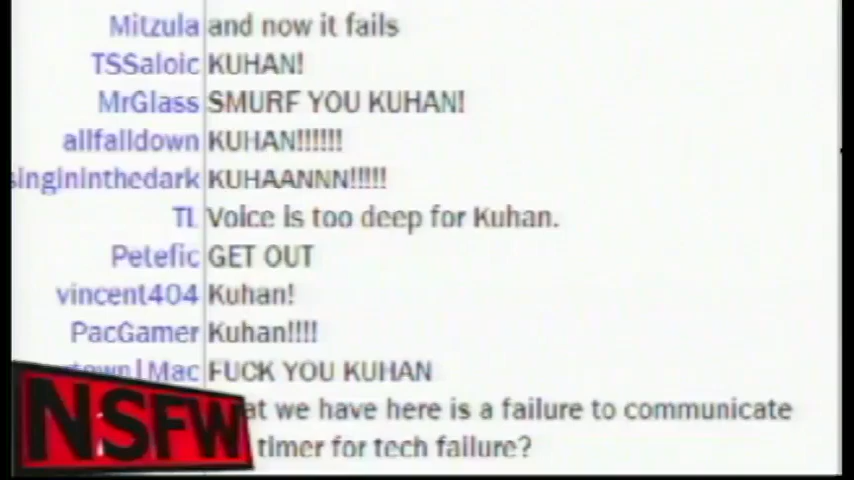 Mitzula and now it fails
TSSaloic KUHAN!
MrGlass SMURF YOU KUHAN!
allfalldown KUHAN!!!!!!
singininthedark KUHAANNN!!!!!
TL Voice is too deep for Kuhan.
Petefic GET OUT
vincent404 Kuhan!
PacGamer Kuhan!!!!
Mac FUCK YOU KUHAN
we have here is a failure to communicate
timer for tech failure?
NSFW